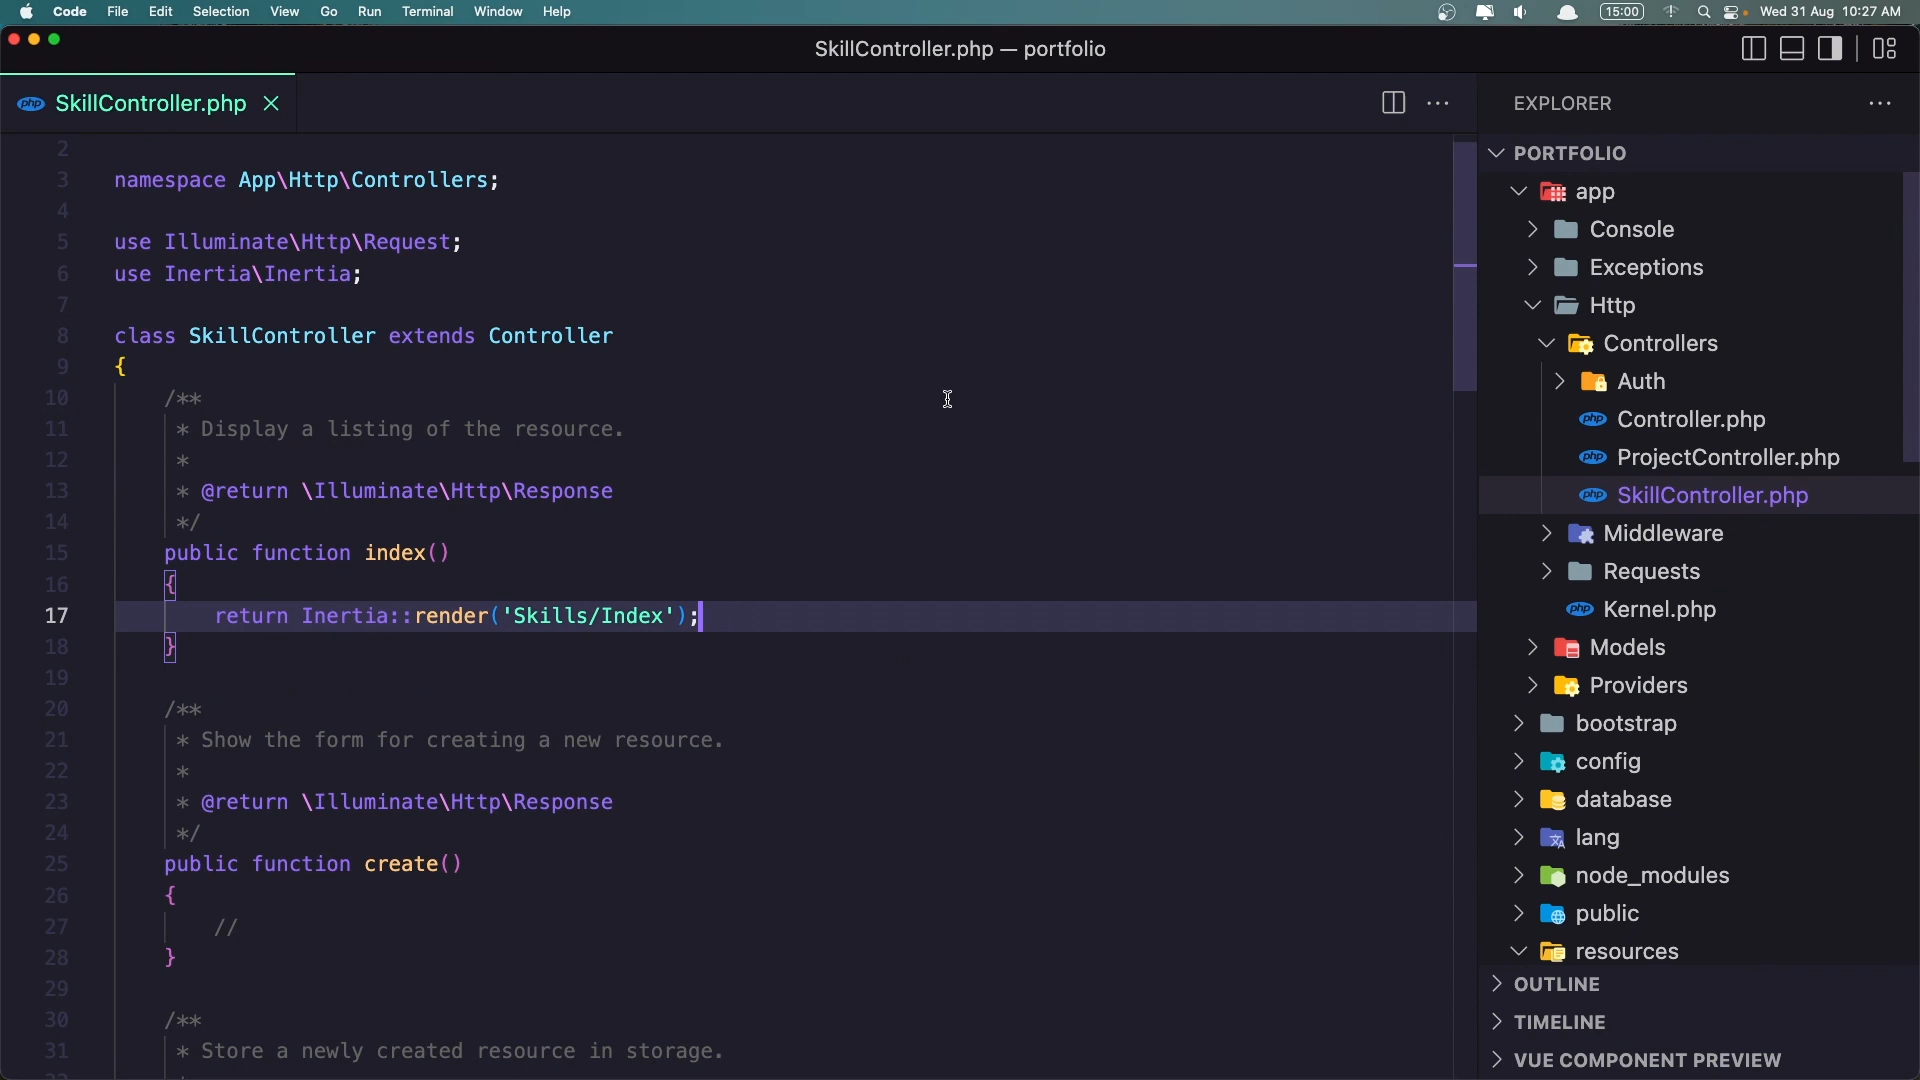 Code File Edit Selection View Go Run Terminal Window Help 15:00 Wed 31 Aug 10:27 AM
SkillController.php — portfolio
php SkillController.php
2
3 namespace App\Http\Controllers;
4
5 use Illuminate\Http\Request;
6 use Inertia\Inertia;
7
8 class SkillController extends Controller
9 {
10 /**
11 * Display a listing of the resource.
12 *
13 * @return \Illuminate\Http\Response
14 */
15 public function index()
16 {
17 return Inertia::render('Skills/Index');
18 }
19
20 /**
21 * Show the form for creating a new resource.
22 *
23 * @return \Illuminate\Http\Response
24 */
25 public function create()
26 {
27 //
28 }
29
30 /**
31 * Store a newly created resource in storage.
EXPLORER
PORTFOLIO
app
Console
Exceptions
Http
Controllers
Auth
php Controller.php
php ProjectController.php
php SkillController.php
Middleware
Requests
php Kernel.php
Models
Providers
bootstrap
config
database
lang
node_modules
public
resources
OUTLINE
TIMELINE
VUE COMPONENT PREVIEW